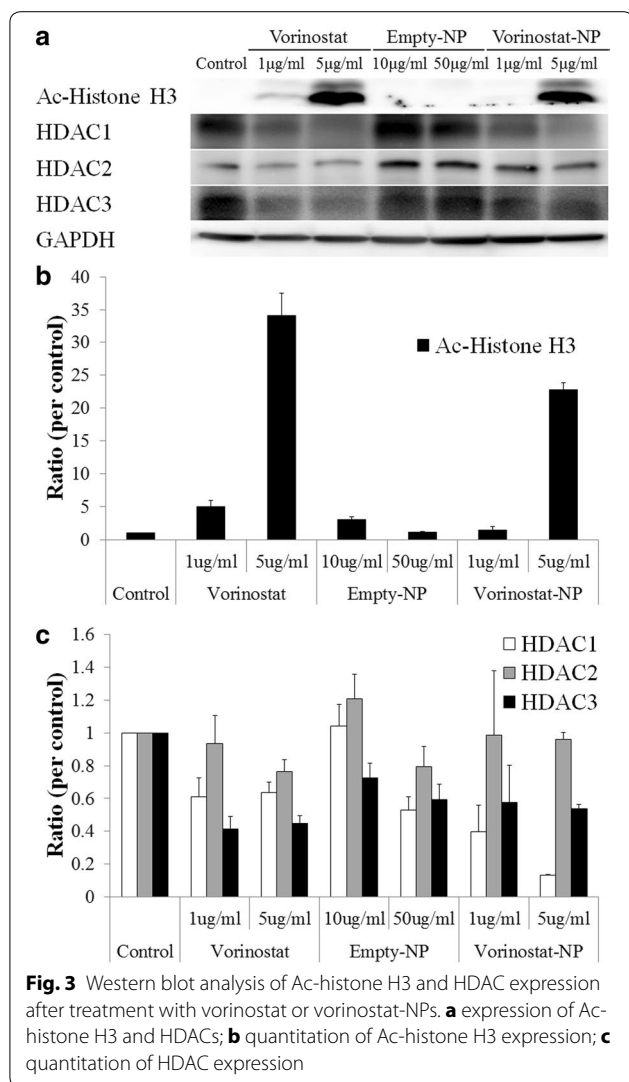 a
Vorinostat Empty-NP Vorinostat-NP
Control 1μg/ml 5μg/ml 10μg/ml 50μg/ml 1μg/ml 5μg/ml
Ac-Histone H3
HDAC1
HDAC2
HDAC3
GAPDH
b
Ratio (per control)
40
35
30
25
20
15
10
5
0
Ac-Histone H3
1ug/ml 5ug/ml 10ug/ml 50ug/ml 1ug/ml 5ug/ml
Control Vorinostat Empty-NP Vorinostat-NP
c
Ratio (per control)
1.6
1.4
1.2
1
0.8
0.6
0.4
0.2
0
HDAC1
HDAC2
HDAC3
1ug/ml 5ug/ml 10ug/ml 50ug/ml 1ug/ml 5ug/ml
Control Vorinostat Empty-NP Vorinostat-NP
Fig. 3 Western blot analysis of Ac-histone H3 and HDAC expression
after treatment with vorinostat or vorinostat-NPs. a expression of Ac-
histone H3 and HDACs; b quantitation of Ac-histone H3 expression; c
quantitation of HDAC expression